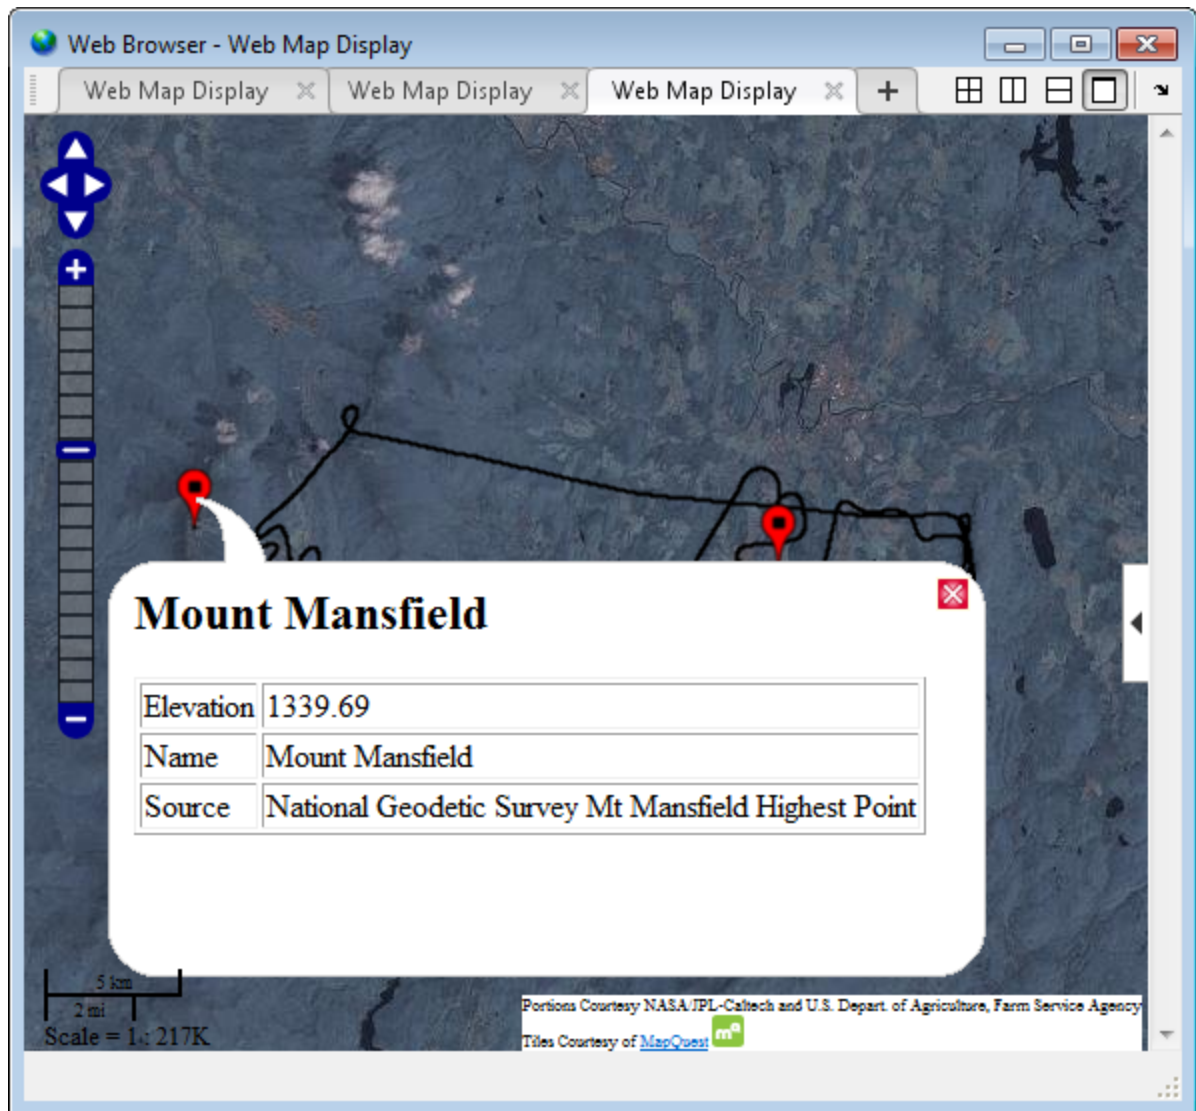 Web Browser - Web Map Display
Web Map Display Web Map Display Web Map Display
Mount Mansfield
Elevation 1339.69
Name Mount Mansfield
Source National Geodetic Survey Mt Mansfield Highest Point
5 km
2 mi
Scale = 1 : 217K
Portions Courtesy NASA/JPL-Caltech and U.S. Depart. of Agriculture, Farm Service Agency
Tiles Courtesy of MapQuest mq